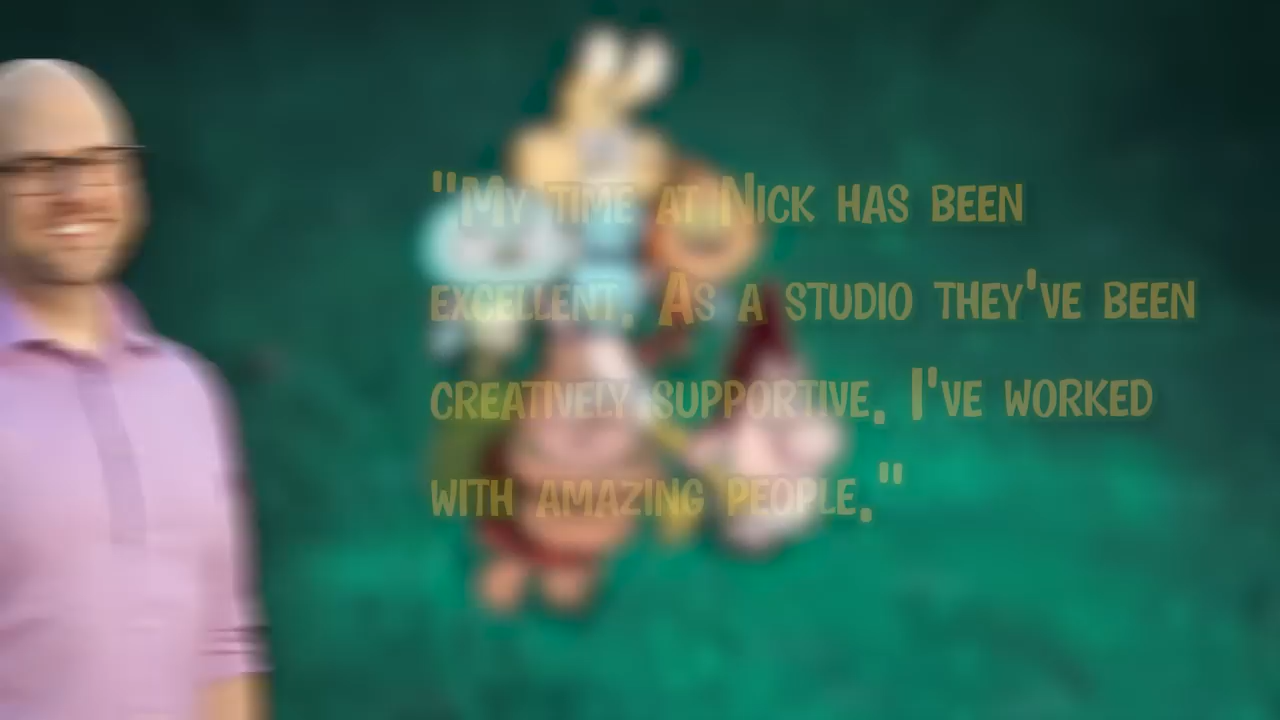 "My time at Nick has been
excellent. As a studio they've been
creatively supportive. I've worked
with amazing people."